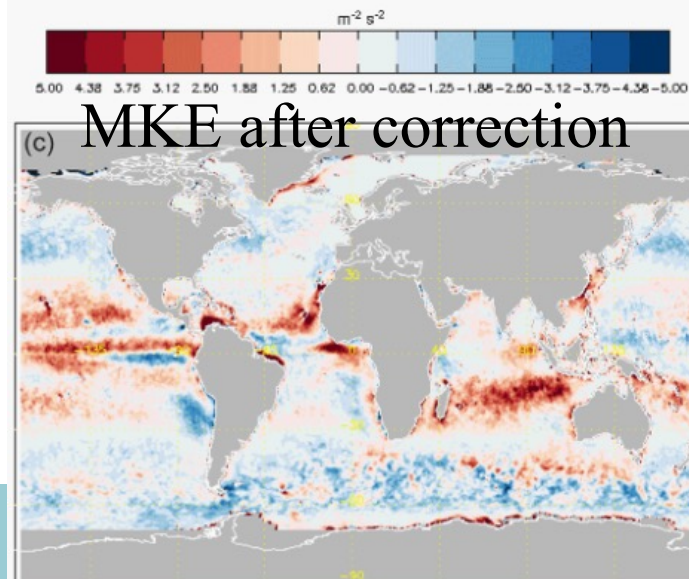 m⁻² s⁻²
5.00 4.38 3.75 3.12 2.50 1.88 1.25 0.62 0.00 -0.62 -1.25 -1.88 -2.50 -3.12 -3.75 -4.38 -5.00
MKE after correction
(c)
30
-90